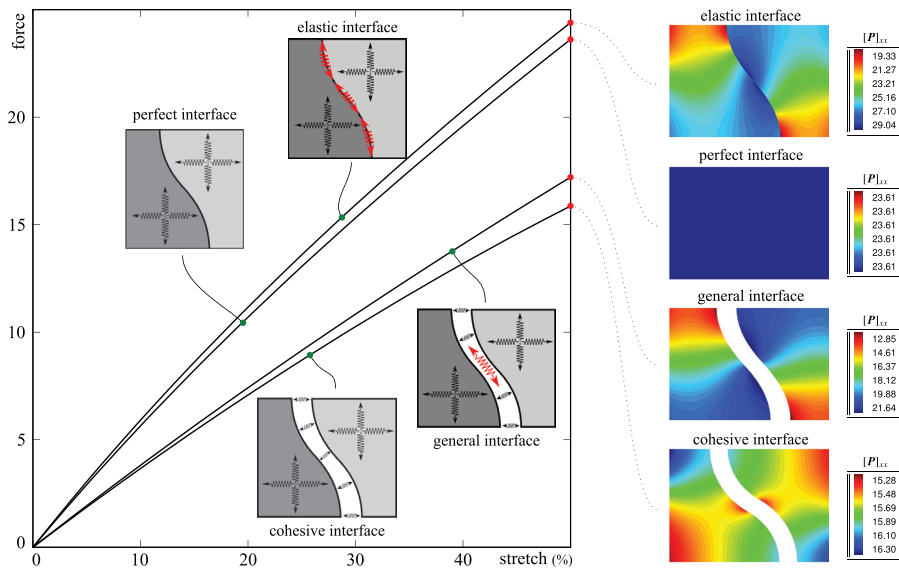 force
20
15
10
5
0
0
10
20
30
40
stretch (%)
elastic interface
perfect interface
general interface
cohesive interface
elastic interface
[P]xx
19.33
21.27
23.21
25.16
27.10
29.04
perfect interface
[P]xx
23.61
23.61
23.61
23.61
23.61
23.61
general interface
[P]xx
12.85
14.61
16.37
18.12
19.88
21.64
cohesive interface
[P]xx
15.28
15.48
15.69
15.89
16.10
16.30